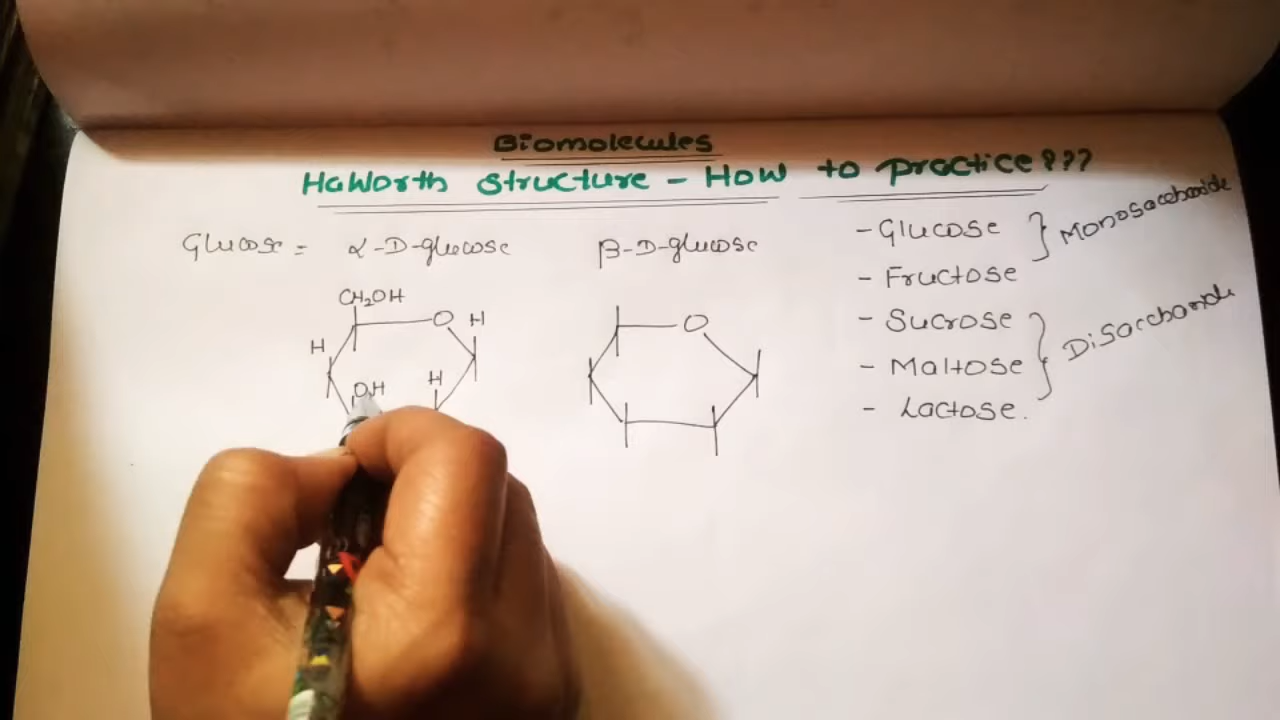 Biomolecules
Haworth structure - How to practice???
Glucose = α-D-glucose β-D-glucose
- Glucose
- Fructose
} Monosaccharide
- Sucrose
- Maltose
- Lactose.
} Disaccharide
CH₂OH
O H
H
OH H
O